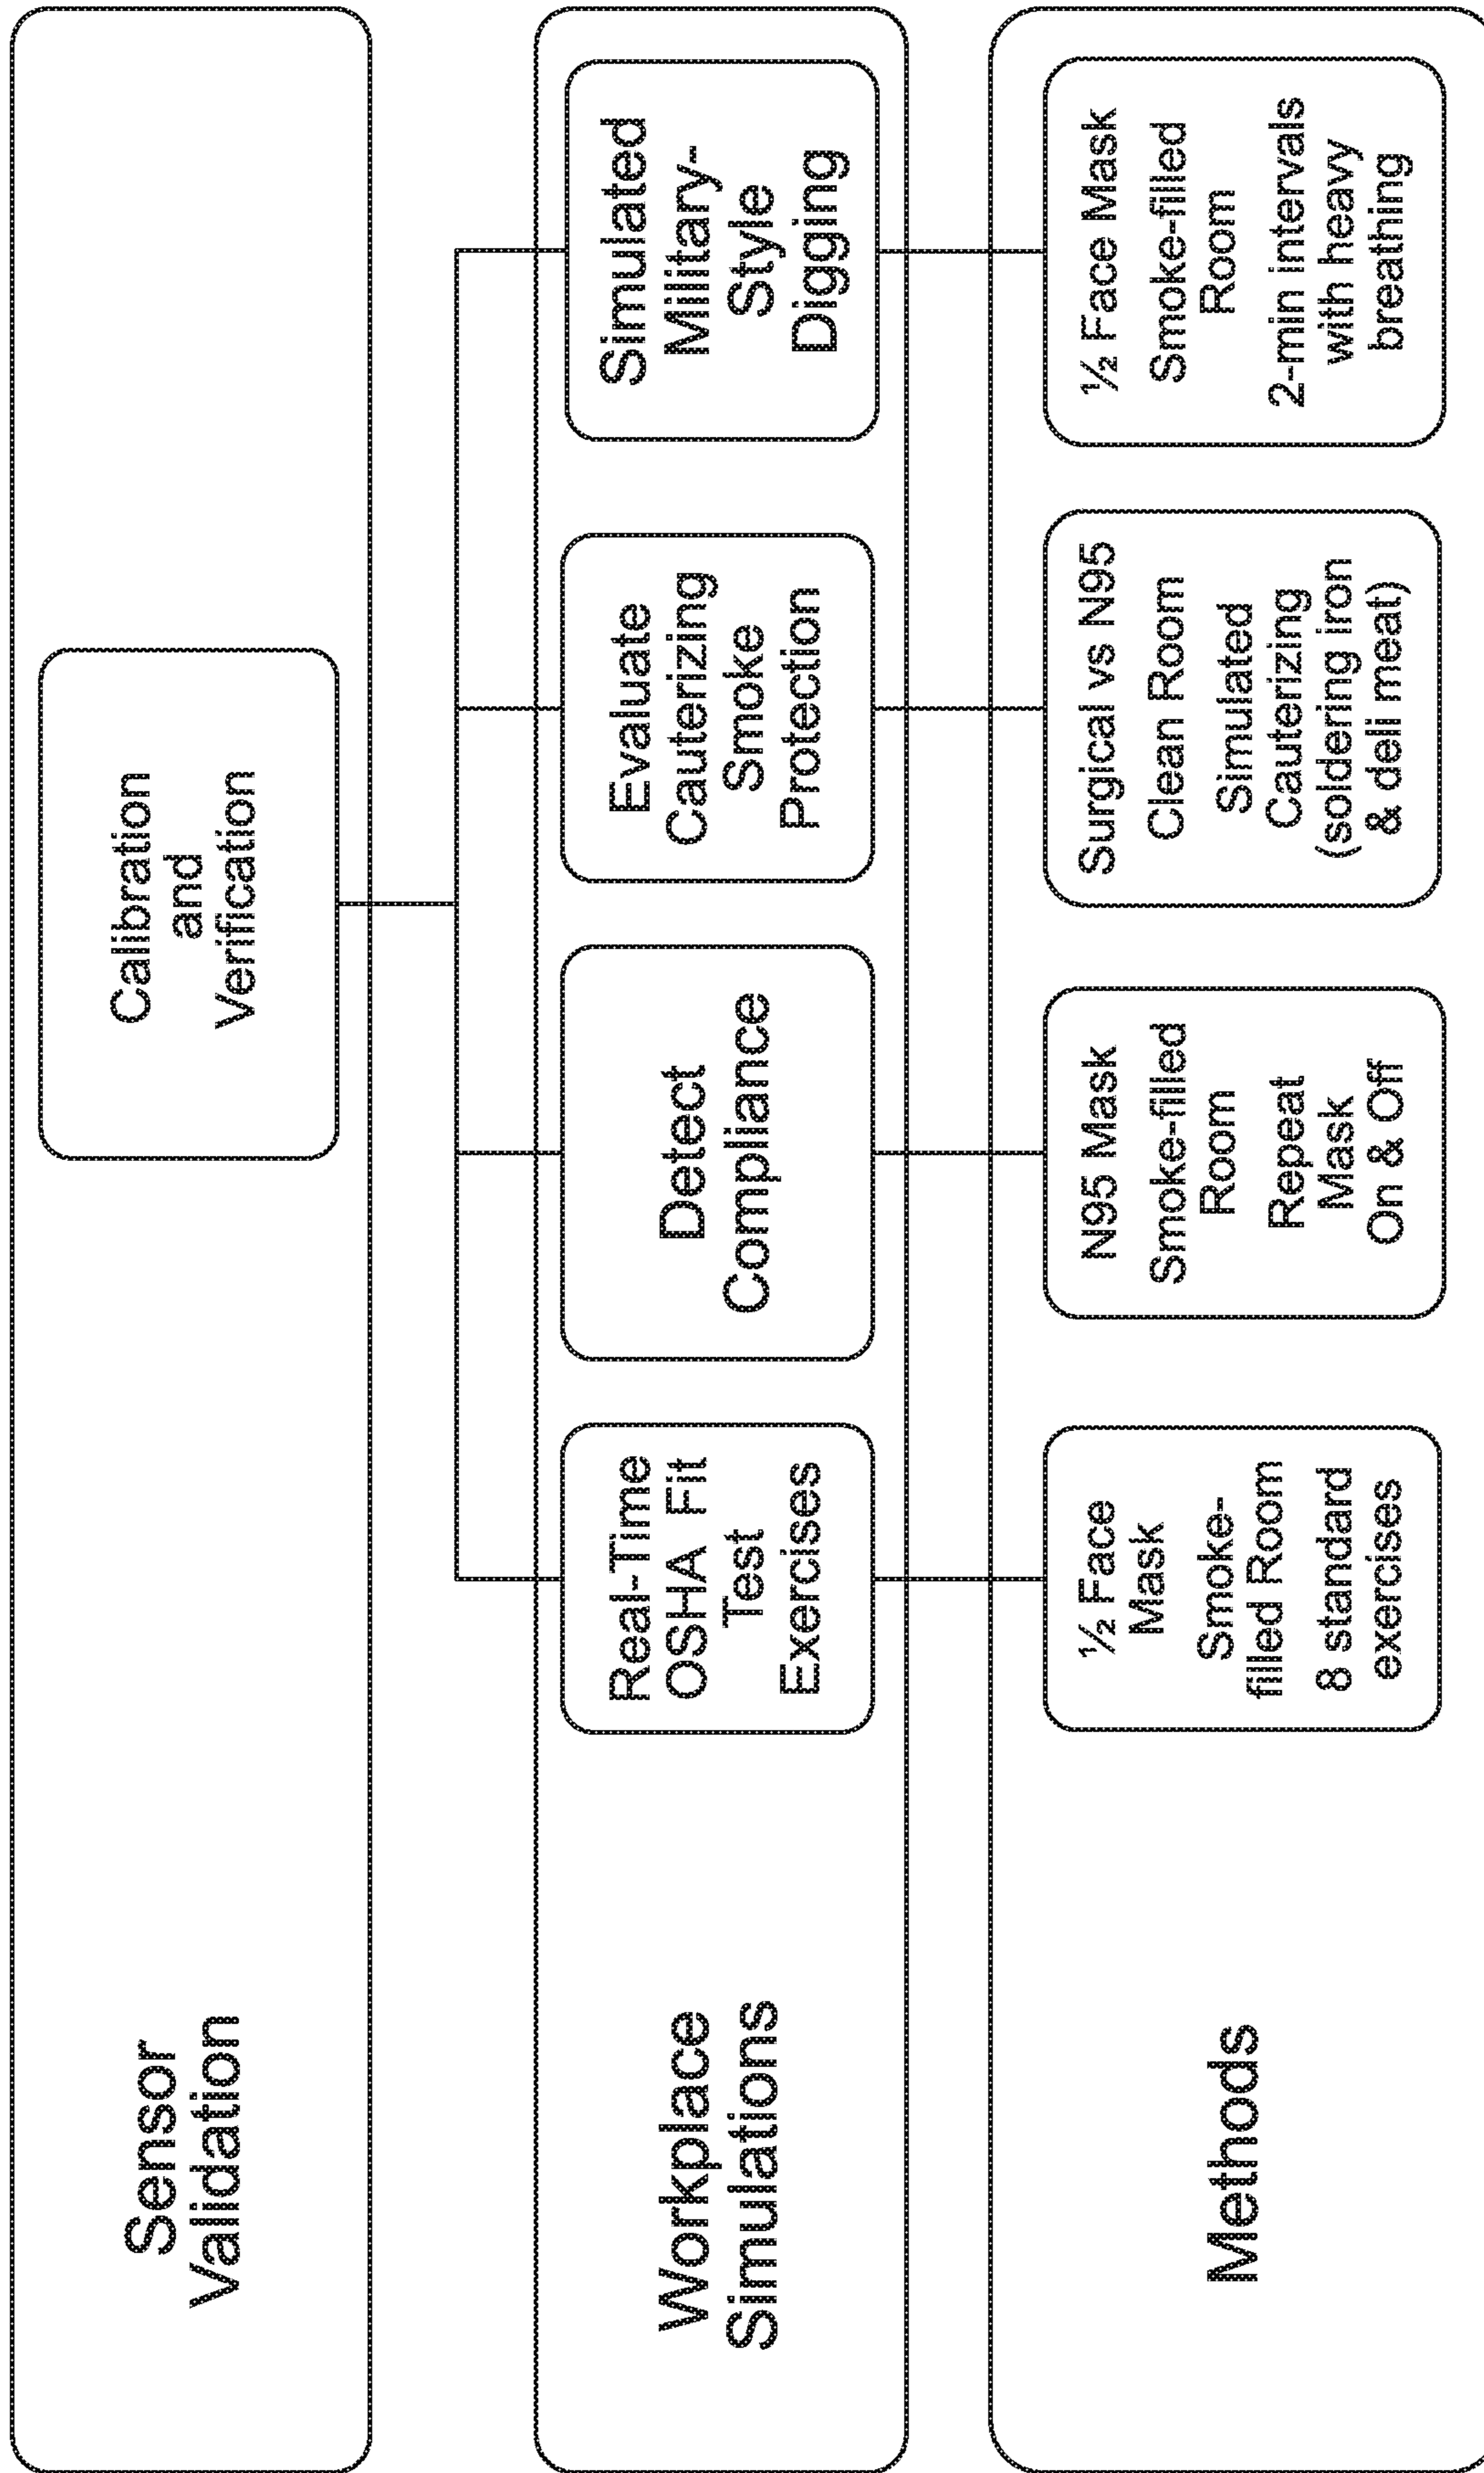 Sensor
Validation
Calibration
and
Verification
Workplace
Simulations
Real-Time
OSHA Fit
Test
Exercises
Detect
Compliance
Evaluate
Cauterizing
Smoke
Protection
Simulated
Military-
Style
Digging
Methods
½ Face
Mask
Smoke-
filled Room
8 standard
exercises
N95 Mask
Smoke-filled
Room
Repeat
Mask
On & Off
Surgical vs N95
Clean Room
Simulated
Cauterizing
(soldering iron
& deli meat)
½ Face Mask
Smoke-filled
Room
2-min intervals
with heavy
breathing